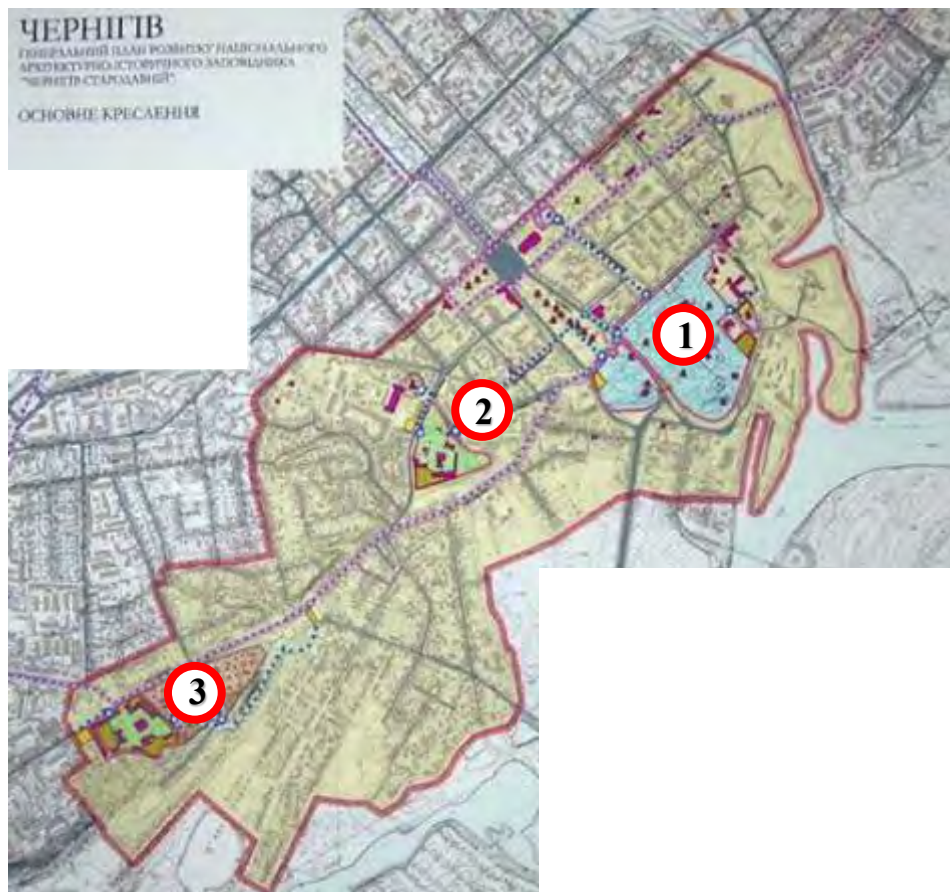 ЧЕРНІГІВ
ГЕНЕРАЛЬНИЙ ПЛАН РОЗВИТКУ НАЦІОНАЛЬНОГО
АРХІТЕКТУРНО-ІСТОРИЧНОГО ЗАПОВІДНИКА
"ЧЕРНІГІВ СТАРОДАВНІЙ"
ОСНОВНЕ КРЕСЛЕННЯ
1
2
3